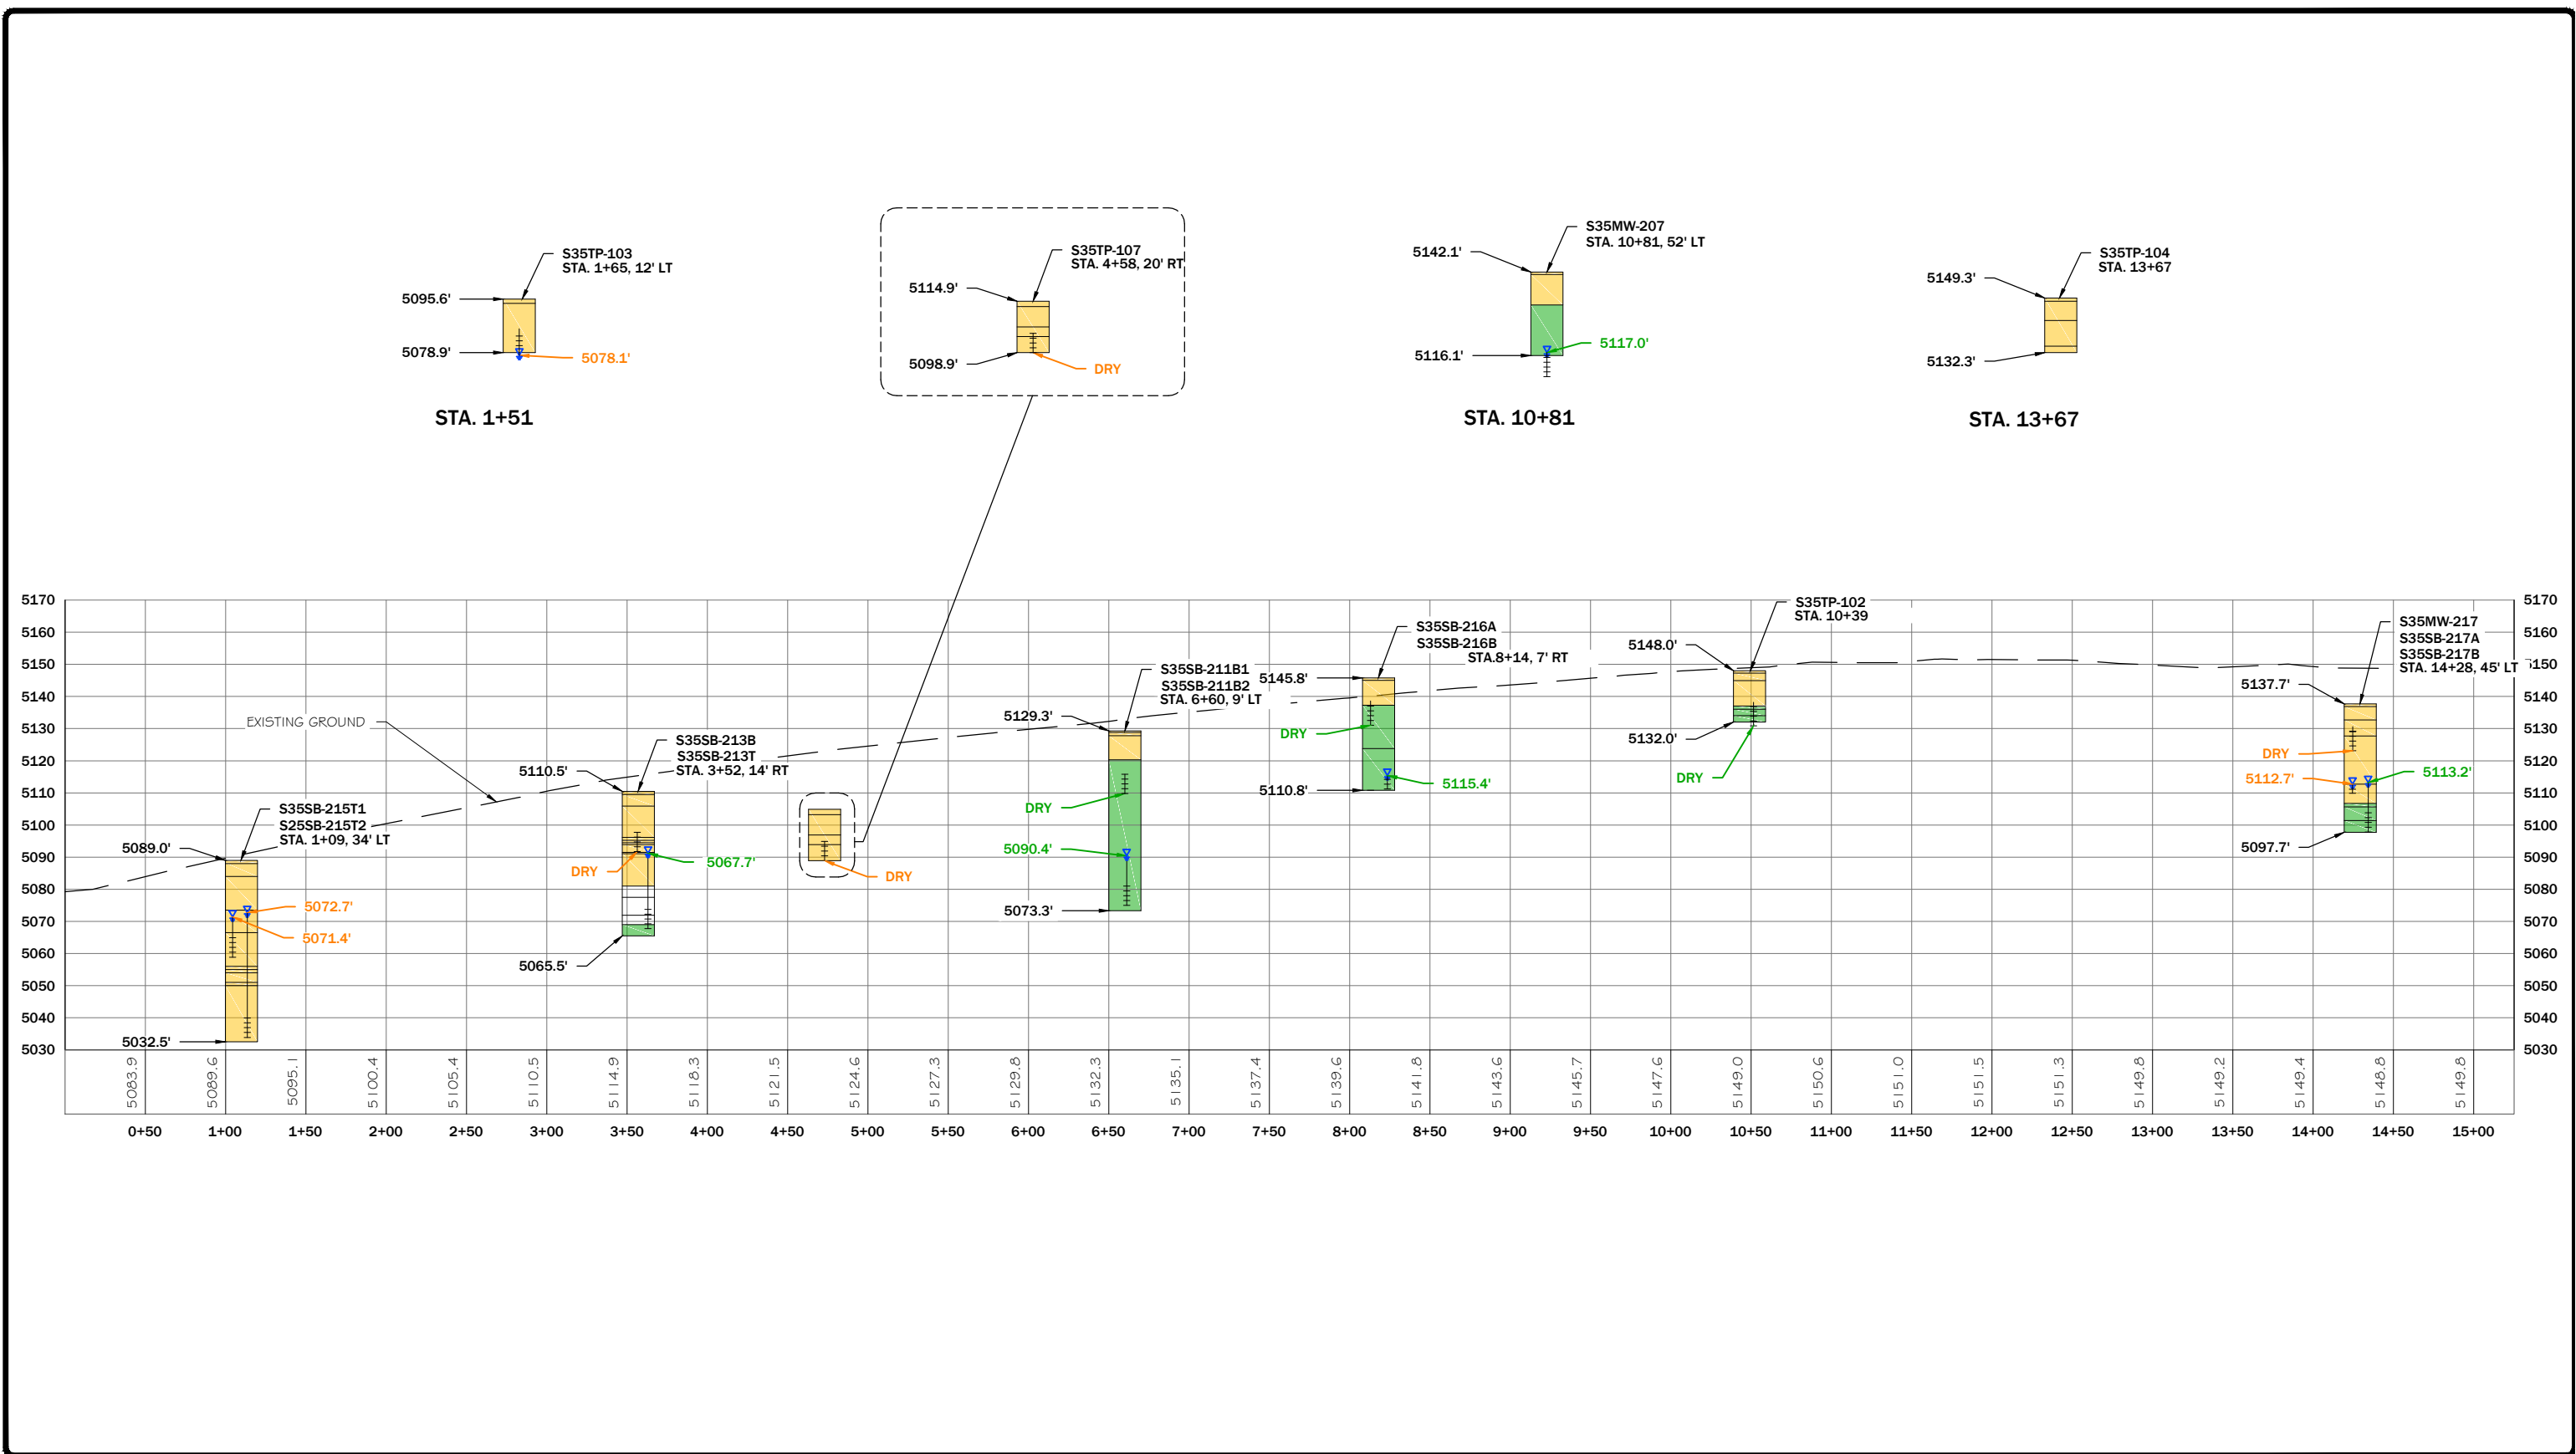 S35TP-103
STA. 1+65, 12' LT
5095.6'
5078.9'
5078.1'
STA. 1+51
S35TP-107
STA. 4+58, 20' RT
5114.9'
5098.9'
DRY
S35MW-207
STA. 10+81, 52' LT
5142.1'
5117.0'
5116.1'
STA. 10+81
S35TP-104
STA. 13+67
5149.3'
5132.3'
STA. 13+67
5170
5160
5150
5140
5130
5120
5110
5100
5090
5080
5070
5060
5050
5040
5030
EXISTING GROUND
S35SB-215T1
S25SB-215T2
STA. 1+09, 34' LT
5089.0'
5072.7'
5071.4'
5032.5'
S35SB-213B
S35SB-213T
STA. 3+52, 14' RT
5110.5'
DRY
5067.7'
5065.5'
DRY
S35SB-211B1
S35SB-211B2
STA. 6+60, 9' LT
5129.3'
DRY
5090.4'
5073.3'
S35SB-216A
S35SB-216B
STA.8+14, 7' RT
5145.8'
DRY
5115.4'
5110.8'
S35TP-102
STA. 10+39
5148.0'
5132.0'
DRY
S35MW-217
S35SB-217A
S35SB-217B
STA. 14+28, 45' LT
5137.7'
DRY
5112.7'
5113.2'
5097.7'
5170
5160
5150
5140
5130
5120
5110
5100
5090
5080
5070
5060
5050
5040
5030
5083.9
5089.6
5095.1
5100.4
5105.4
5110.5
5114.9
5118.3
5121.5
5124.6
5127.3
5129.8
5132.3
5135.1
5137.4
5139.6
5141.8
5143.6
5145.7
5147.6
5149.0
5150.6
5151.0
5151.5
5151.3
5149.8
5149.2
5149.4
5148.8
5149.8
0+50 1+00 1+50 2+00 2+50 3+00 3+50 4+00 4+50 5+00 5+50 6+00 6+50 7+00 7+50 8+00 8+50 9+00 9+50 10+00 10+50 11+00 11+50 12+00 12+50 13+00 13+50 14+00 14+50 15+00